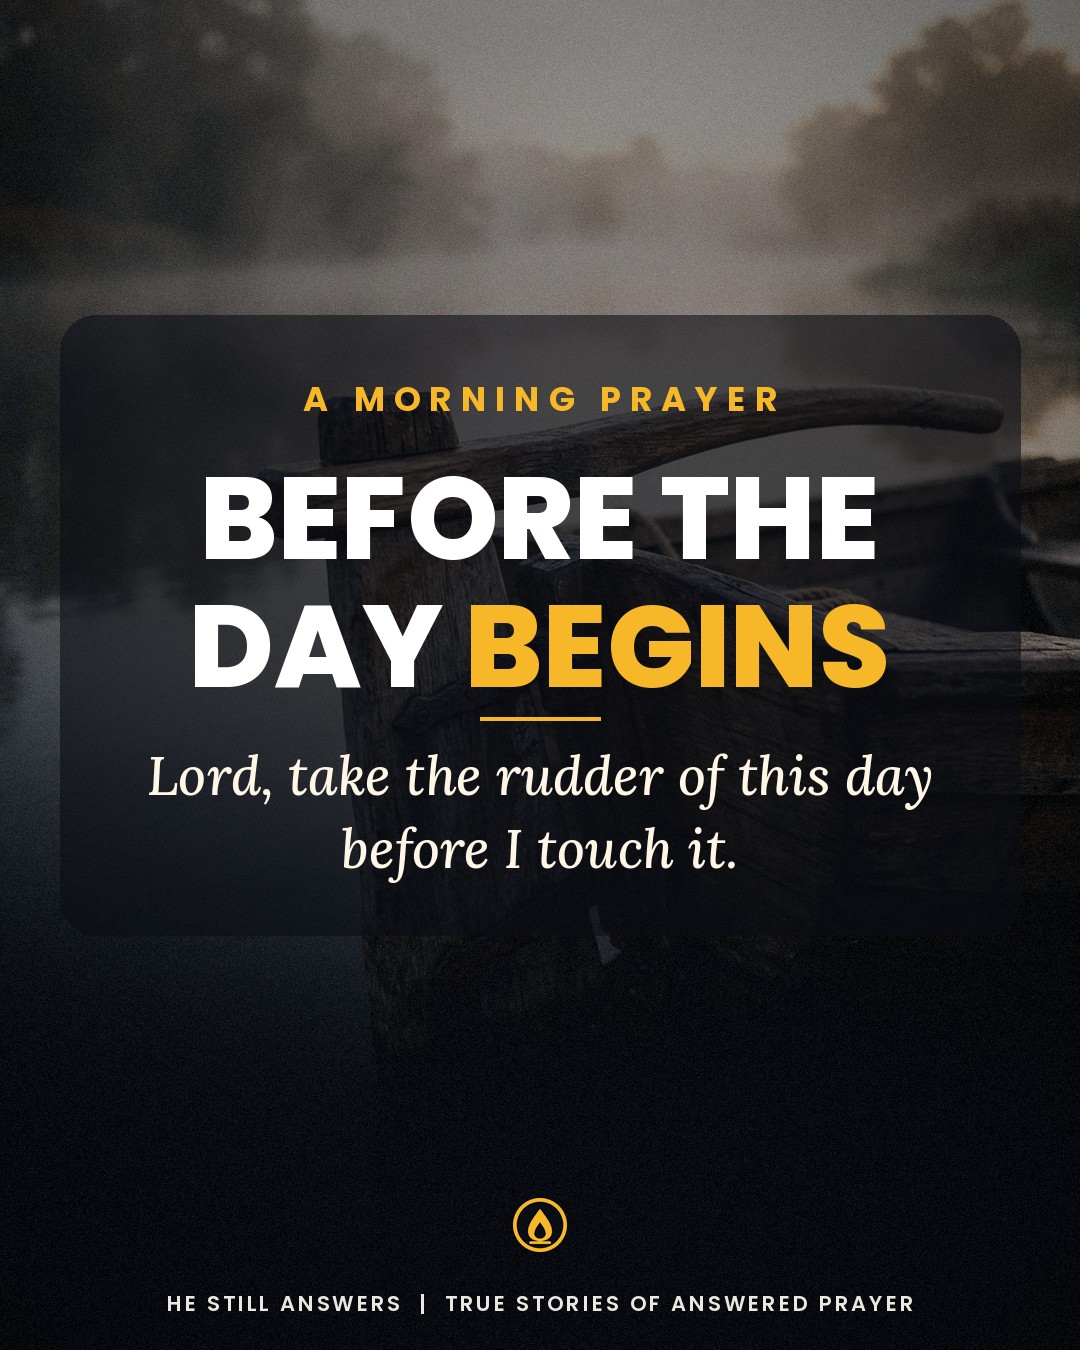 A MORNING PRAYER
BEFORE THE
DAY BEGINS
Lord, take the rudder of this day
before I touch it.
HE STILL ANSWERS | TRUE STORIES OF ANSWERED PRAYER